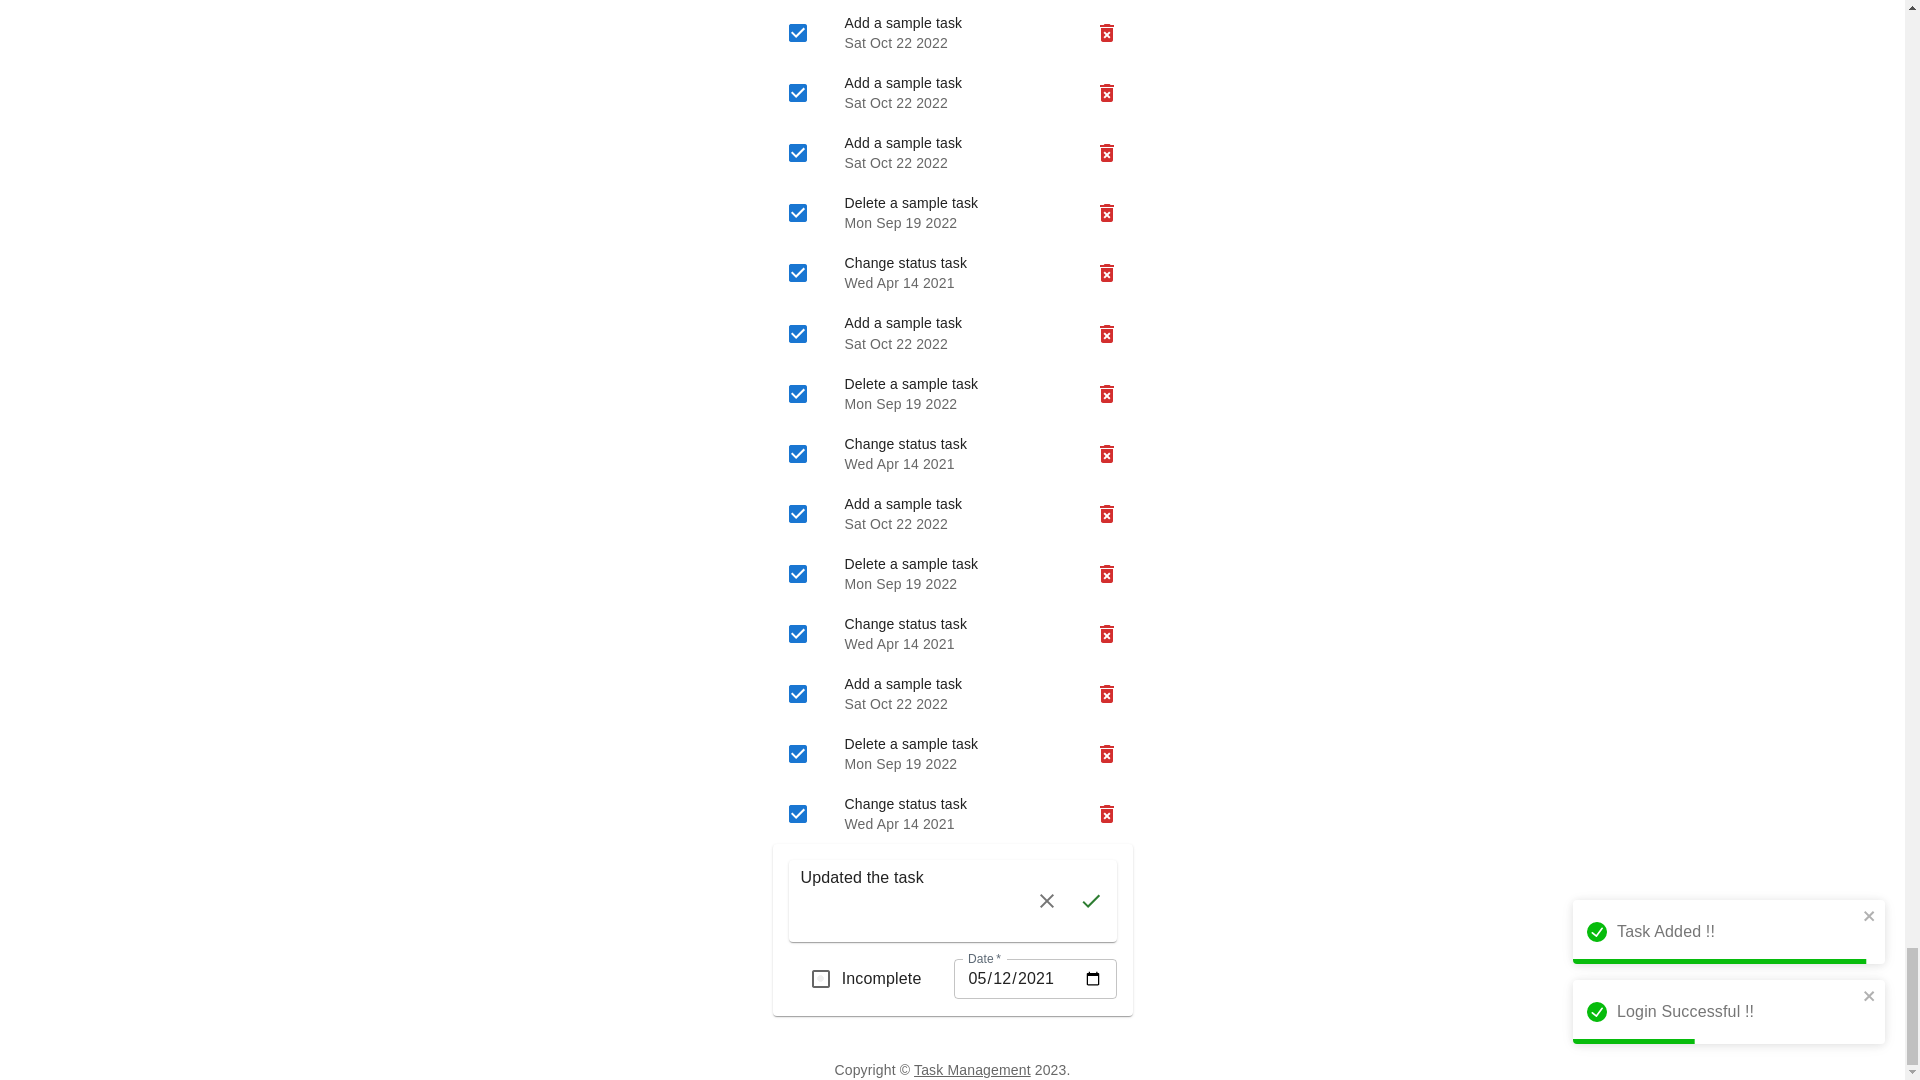 Add a sample task
Sat Oct 22 2022
Add a sample task
Sat Oct 22 2022
Add a sample task
Sat Oct 22 2022
Delete a sample task
Mon Sep 19 2022
Change status task
Wed Apr 14 2021
Add a sample task
Sat Oct 22 2022
Delete a sample task
Mon Sep 19 2022
Change status task
Wed Apr 14 2021
Add a sample task
Sat Oct 22 2022
Delete a sample task
Mon Sep 19 2022
Change status task
Wed Apr 14 2021
Add a sample task
Sat Oct 22 2022
Delete a sample task
Mon Sep 19 2022
Change status task
Wed Apr 14 2021
Updated the task
Incomplete
Date *
05/12/2021
Task Added !!
Login Successful !!
Copyright © Task Management 2023.